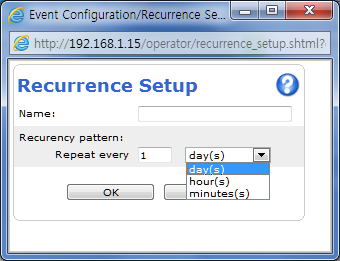 Event Configuration/Recurrence Se...
http://192.168.1.15/operator/recurrence_setup.shtml?
Recurrence Setup
Name:
Recurency pattern:
Repeat every 1 day(s)
day(s)
hour(s)
minutes(s)
OK